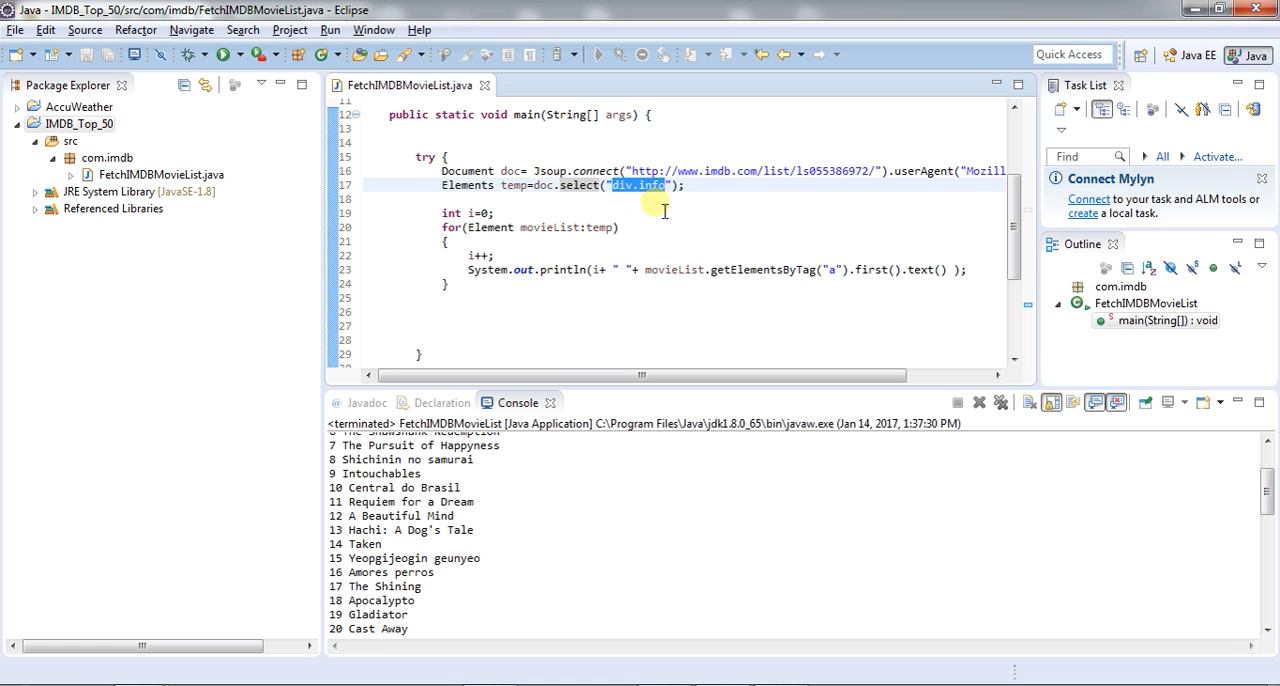 Java - IMDB_Top_50/src/com/imdb/FetchIMDBMovieList.java - Eclipse
File Edit Source Refactor Navigate Search Project Run Window Help
Quick Access Java EE Java
Package Explorer
AccuWeather
IMDB_Top_50
src
com.imdb
FetchIMDBMovieList.java
JRE System Library [JavaSE-1.8]
Referenced Libraries
FetchIMDBMovieList.java
11
12 public static void main(String[] args) {
13
14
15 try {
16 Document doc= Jsoup.connect("http://www.imdb.com/list/ls055386972/").userAgent("Mozill
17 Elements temp=doc.select("div.info");
18
19 int i=0;
20 for(Element movieList:temp)
21 {
22 i++;
23 System.out.println(i+ " "+ movieList.getElementsByTag("a").first().text() );
24 }
25
26
27
28
29 }
Task List
Find All Activate...
Connect Mylyn
Connect to your task and ALM tools or
create a local task.
Outline
com.imdb
FetchIMDBMovieList
main(String[]) : void
Javadoc Declaration Console
<terminated> FetchIMDBMovieList [Java Application] C:\Program Files\Java\jdk1.8.0_65\bin\javaw.exe (Jan 14, 2017, 1:37:30 PM)
The Shawshank Redemption
7 The Pursuit of Happyness
8 Shichinin no samurai
9 Intouchables
10 Central do Brasil
11 Requiem for a Dream
12 A Beautiful Mind
13 Hachi: A Dog's Tale
14 Taken
15 Yeopgijeogin geunyeo
16 Amores perros
17 The Shining
18 Apocalypto
19 Gladiator
20 Cast Away